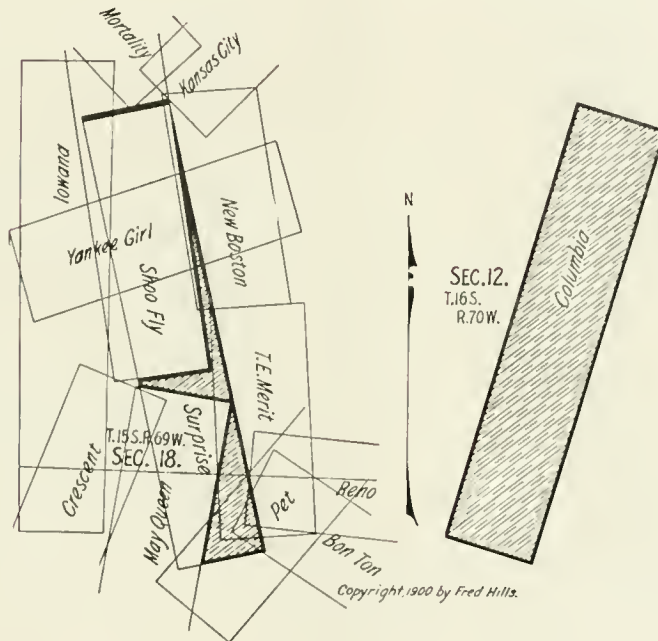 Mortality
Kansas City
Iowana
Yankee Girl
Shoo Fly
New Boston
N
SEC. 12.
T.16 S.
R.70 W.
Columbia
T.E. Merit
Surprise
T.15 S. R.69 W.
SEC. 18.
Crescent
May Queen
Pet
Reno
Bon Ton
Copyright, 1900 by Fred Hills.